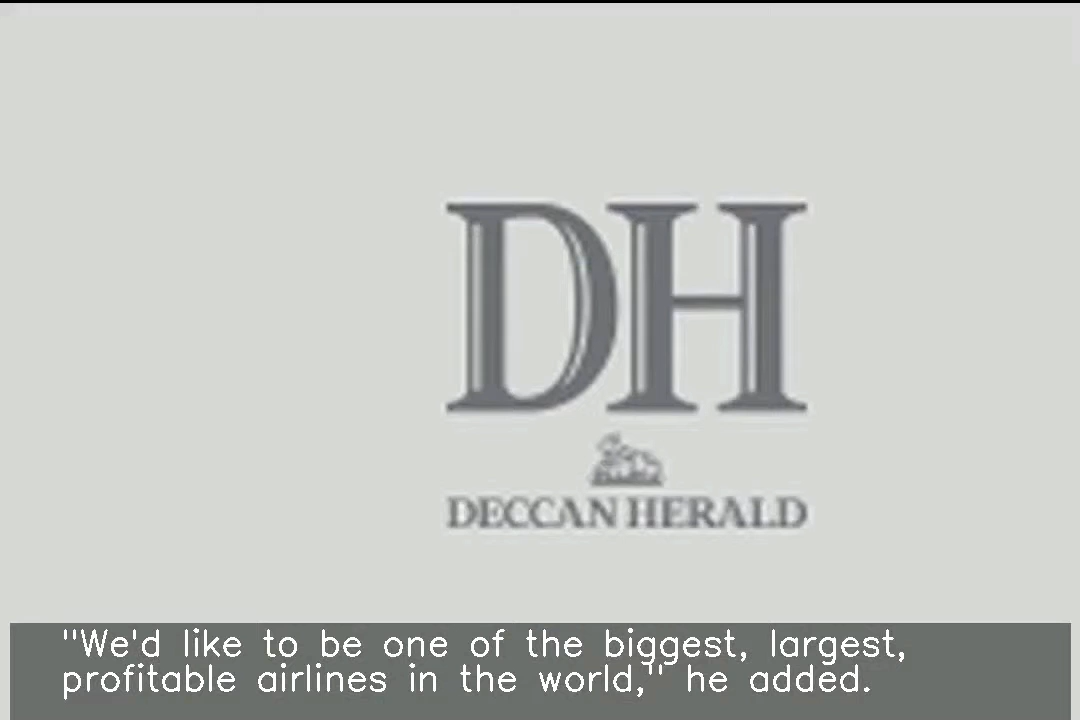 DH
DECCAN HERALD
"We'd like to be one of the biggest, largest,
profitable airlines in the world," he added.